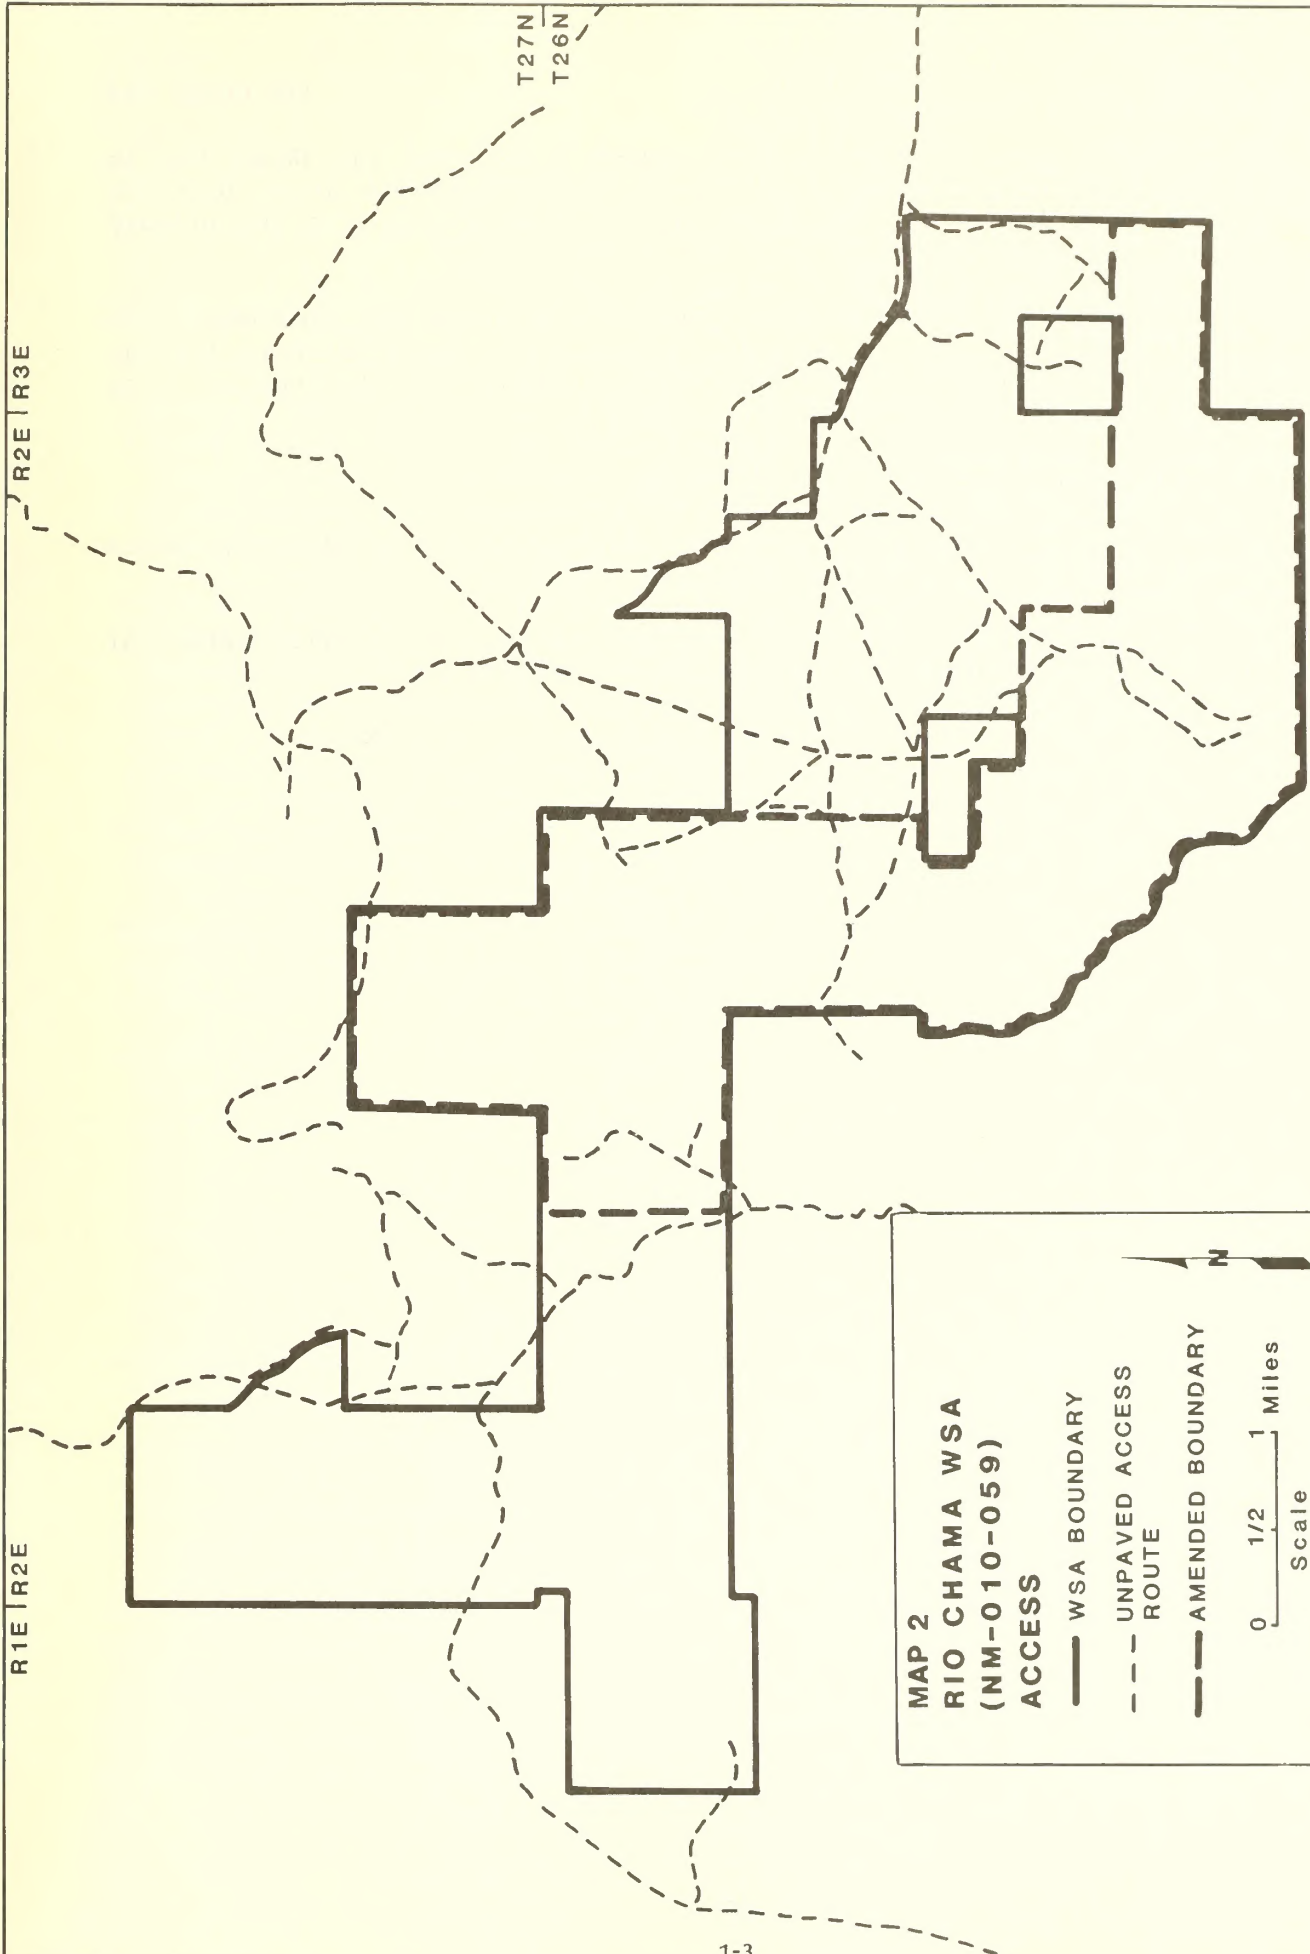 R1E | R2E
R2E | R3E
T27N
T26N
MAP 2
RIO CHAMA WSA
(NM-010-059)
ACCESS
WSA BOUNDARY
UNPAVED ACCESS
ROUTE
AMENDED BOUNDARY
N
0 1/2 1 Miles
Scale
1-3